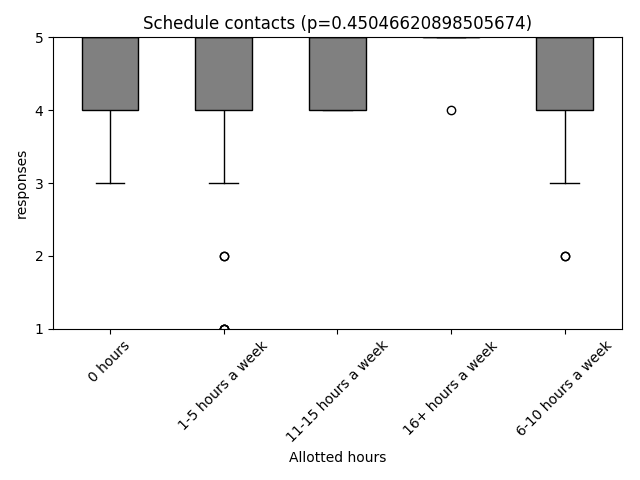 Schedule contacts (p=0.45046620898505674)
5
4
3
2
1
responses
0 hours
1-5 hours a week
11-15 hours a week
16+ hours a week
6-10 hours a week
Allotted hours